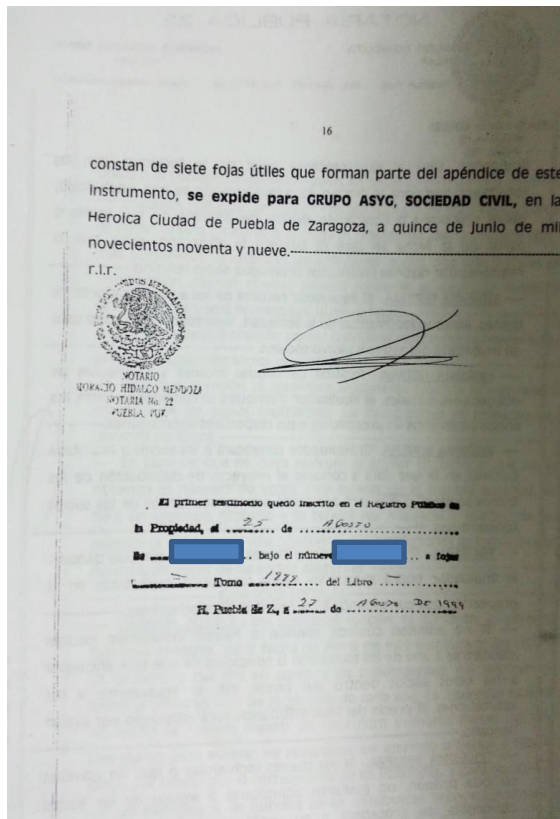 16
constan de siete fojas útiles que forman parte del apéndice de este
Instrumento, se expide para GRUPO ASYG, SOCIEDAD CIVIL, en la
Heroica Ciudad de Puebla de Zaragoza, a quince de junio de mil
novecientos noventa y nueve.
r.l.r.
NOTARIO
HORACIO HIDALGO MENDOZA
NOTARIA No. 22
PUEBLA, PUE.
El primer testimonio quedó inscrito en el Registro Público de
la Propiedad, el 25 de Agosto
de bajo el número a fojas
Tomo del Libro
H. Puebla de Z., a 27 de Agosto De 1999